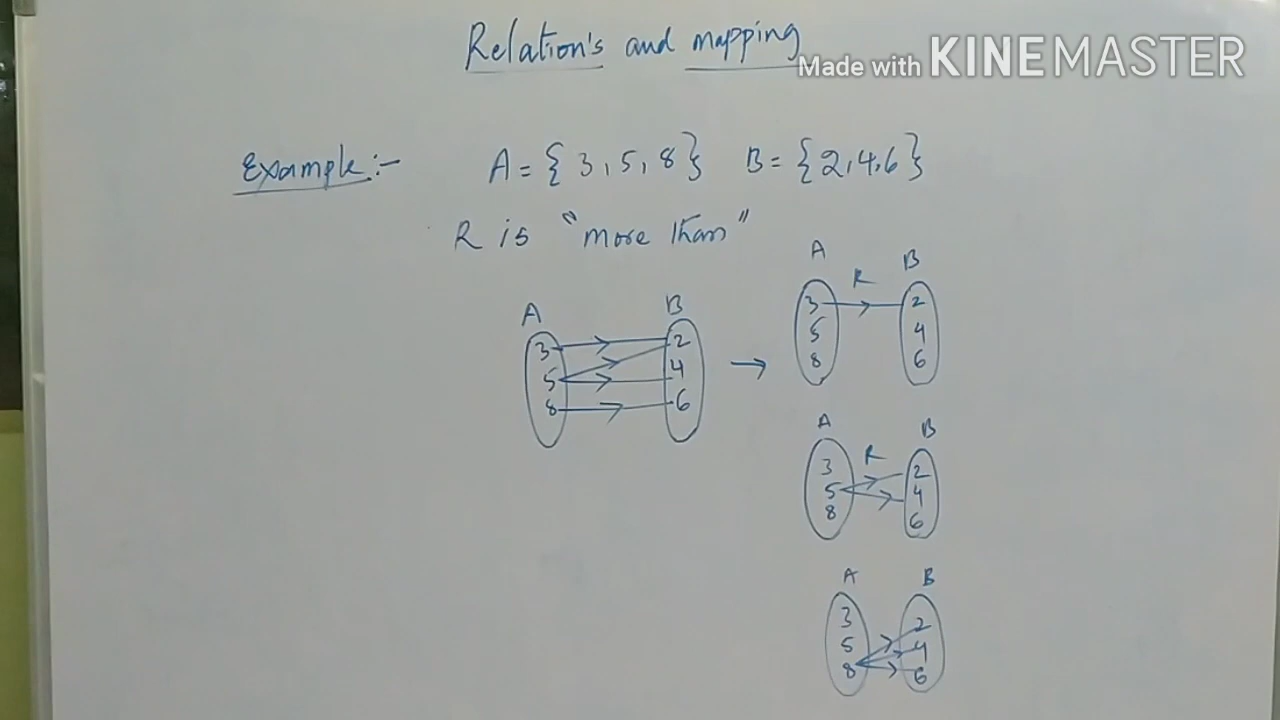 Relation's and mapping
Made with KINEMASTER
Example:- A = {3, 5, 8} B = {2, 4, 6}
R is "more than"
A B
3 2
5 4
8 6
→
A R B
3 2
5 4
8 6
A R B
3 2
5 4
8 6
A B
3 2
5 4
8 6